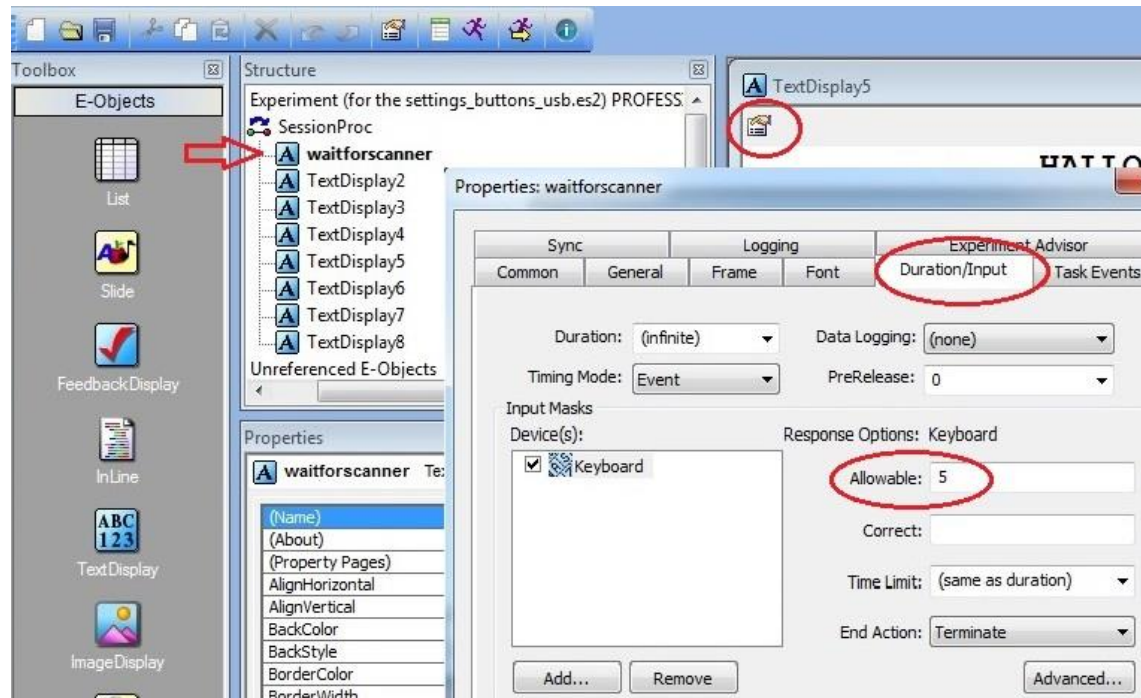 Toolbox
E-Objects
List
Slide
FeedbackDisplay
InLine
ABC
123
TextDisplay
ImageDisplay
Structure
Experiment (for the settings_buttons_usb.es2) PROFESS
SessionProc
A waitforscanner
A TextDisplay2
A TextDisplay3
A TextDisplay4
A TextDisplay5
A TextDisplay6
A TextDisplay7
A TextDisplay8
Unreferenced E-Objects
Properties
A waitforscanner Te
(Name)
(About)
(Property Pages)
AlignHorizontal
AlignVertical
BackColor
BackStyle
BorderColor
BorderWidth
A TextDisplay5
HALLO
Properties: waitforscanner
Sync Logging Experiment Advisor
Common General Frame Font Duration/Input Task Events
Duration: (infinite) Data Logging: (none)
Timing Mode: Event PreRelease: 0
Input Masks
Device(s): Response Options: Keyboard
Keyboard
Allowable: 5
Correct:
Time Limit: (same as duration)
End Action: Terminate
Add... Remove Advanced...